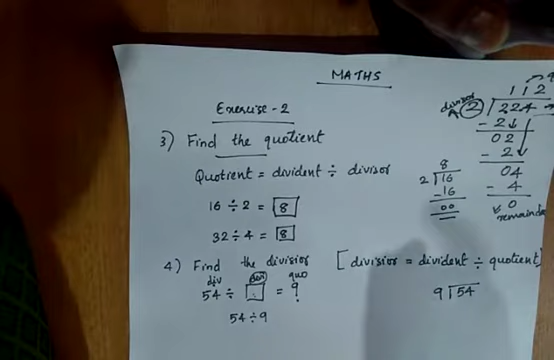 MATHS
Exercise - 2
3) Find the quotient
Quotient = divident ÷ divisor
16 ÷ 2 = 8
32 ÷ 4 = 8
4) Find the divisior [divisior = divident ÷ quotient]
div quo
54 ÷ = 9
54 ÷ 9
8
2 16
-16
00
9 54
112
divisor 2 224
- 2
02
- 2
04
- 4
0
remainder